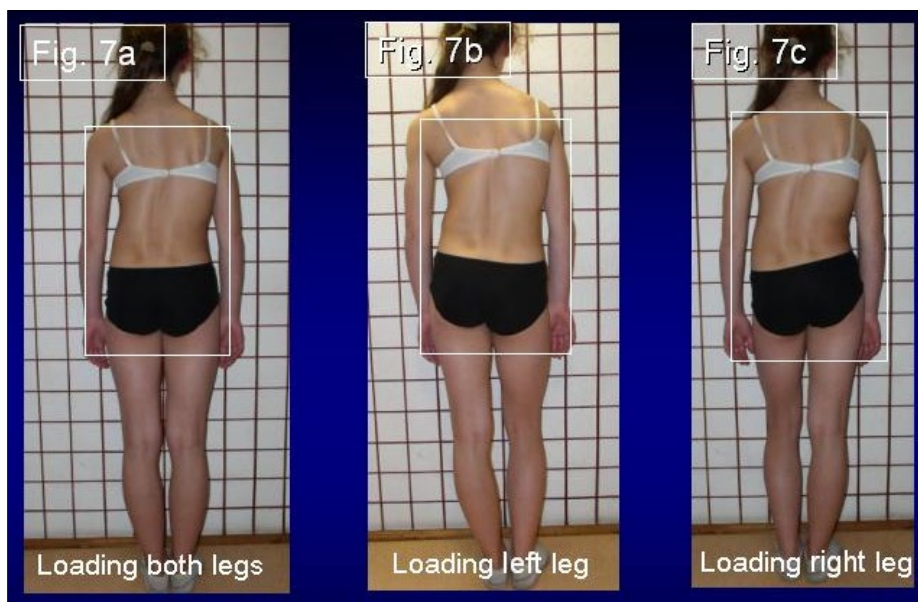 Fig. 7a
Fig. 7b
Fig. 7c
Loading both legs
Loading left leg
Loading right leg